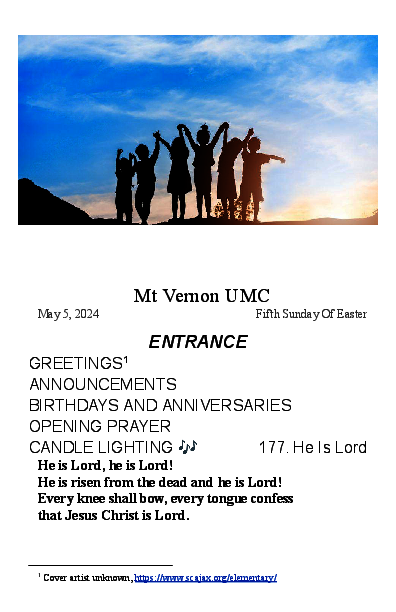 Mt Vernon UMC
May 5, 2024 Fifth Sunday Of Easter
ENTRANCE
GREETINGS¹
ANNOUNCEMENTS
BIRTHDAYS AND ANNIVERSARIES
OPENING PRAYER
CANDLE LIGHTING 🎶 177. He Is Lord
He is Lord, he is Lord!
He is risen from the dead and he is Lord!
Every knee shall bow, every tongue confess
that Jesus Christ is Lord.
¹ Cover artist unknown, https://www.scajax.org/elementary/